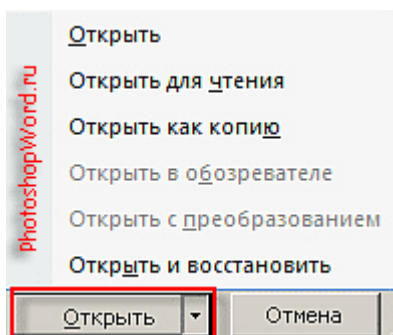 Открыть
Открыть для чтения
Открыть как копию
Открыть в обозревателе
Открыть с преобразованием
Открыть и восстановить
PhotoshopWord.ru
Открыть
Отмена